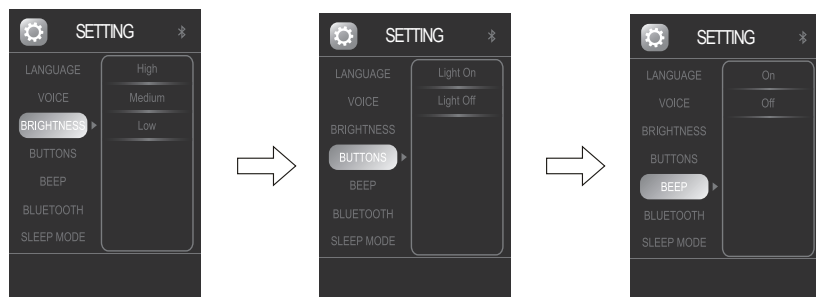 SETTING
LANGUAGE
VOICE
BRIGHTNESS
BUTTONS
BEEP
BLUETOOTH
SLEEP MODE
High
Medium
Low
SETTING
LANGUAGE
VOICE
BRIGHTNESS
BUTTONS
BEEP
BLUETOOTH
SLEEP MODE
Light On
Light Off
SETTING
LANGUAGE
VOICE
BRIGHTNESS
BUTTONS
BEEP
BLUETOOTH
SLEEP MODE
On
Off